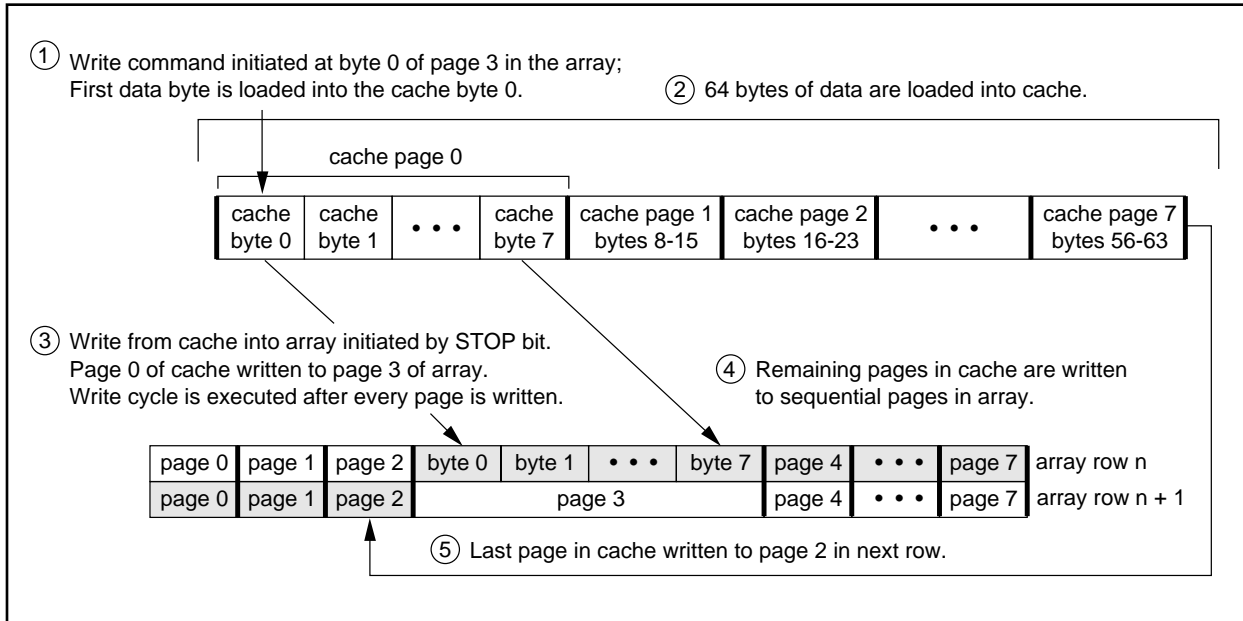 ① Write command initiated at byte 0 of page 3 in the array;
First data byte is loaded into the cache byte 0.
② 64 bytes of data are loaded into cache.
cache page 0
cache byte 0 cache byte 1 • • • cache byte 7 cache page 1 bytes 8-15 cache page 2 bytes 16-23 • • • cache page 7 bytes 56-63
③ Write from cache into array initiated by STOP bit.
Page 0 of cache written to page 3 of array.
Write cycle is executed after every page is written.
④ Remaining pages in cache are written
to sequential pages in array.
page 0 page 1 page 2 byte 0 byte 1 • • • byte 7 page 4 • • • page 7 array row n
page 0 page 1 page 2 page 3 page 4 • • • page 7 array row n + 1
⑤ Last page in cache written to page 2 in next row.